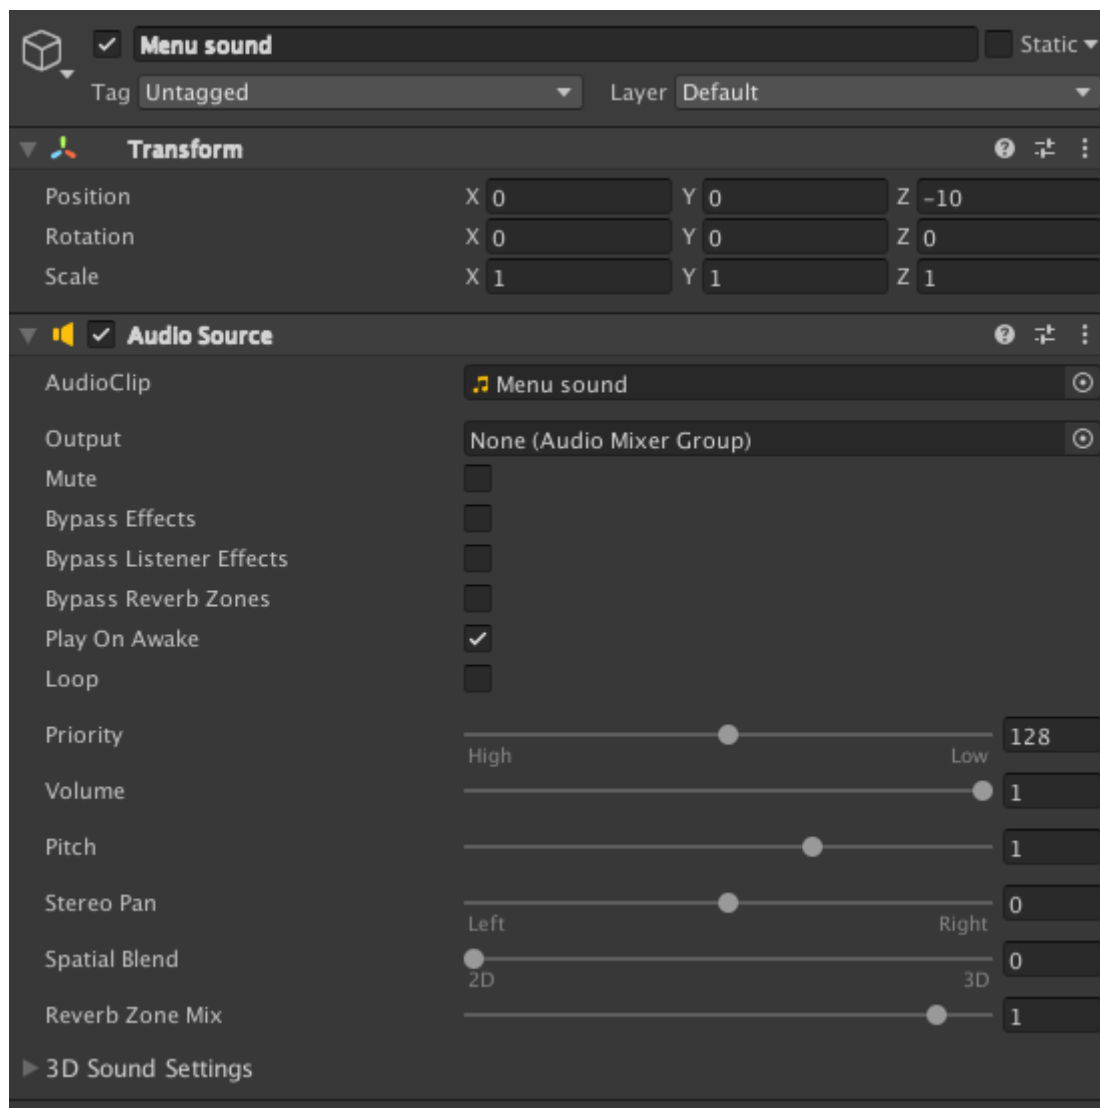 Menu sound Static
Tag Untagged Layer Default
Transform
Position X 0 Y 0 Z -10
Rotation X 0 Y 0 Z 0
Scale X 1 Y 1 Z 1
Audio Source
AudioClip Menu sound
Output None (Audio Mixer Group)
Mute
Bypass Effects
Bypass Listener Effects
Bypass Reverb Zones
Play On Awake
Loop
Priority 128
High Low
Volume 1
Pitch 1
Stereo Pan 0
Left Right
Spatial Blend 0
2D 3D
Reverb Zone Mix 1
3D Sound Settings